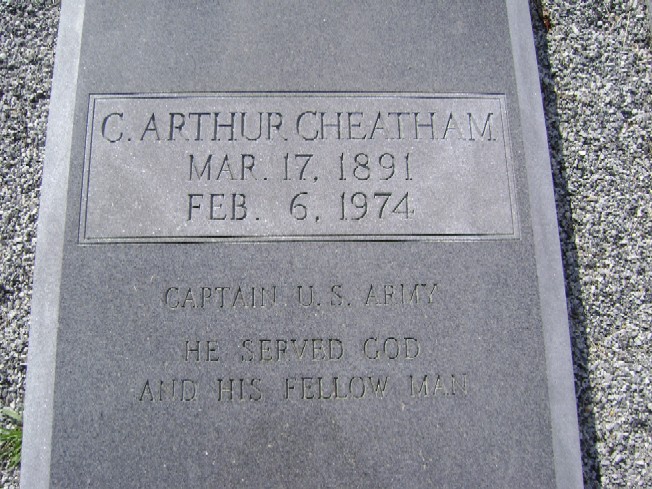 C. ARTHUR CHEATHAM
MAR. 17, 1891
FEB. 6, 1974
CAPTAIN U. S. ARMY
HE SERVED GOD
AND HIS FELLOW MAN